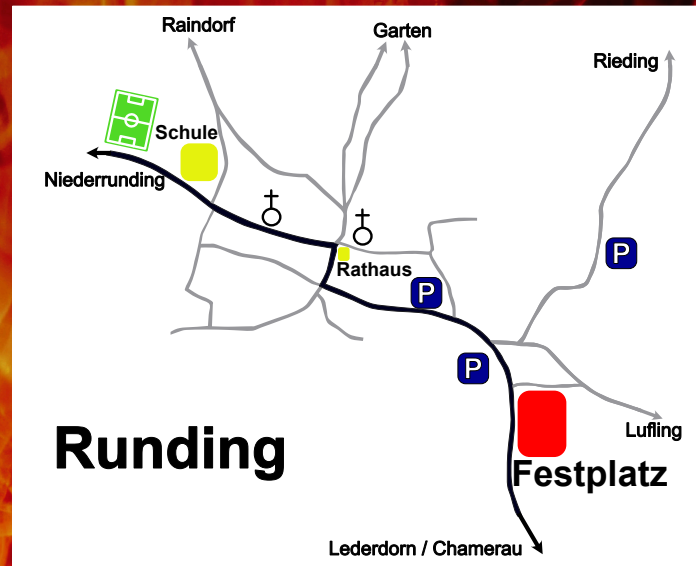 Raindorf
Garten
Rieding
Schule
Niederrunding
Rathaus
P
P
P
Runding
Lufling
Festplatz
Lederdorn / Chamerau